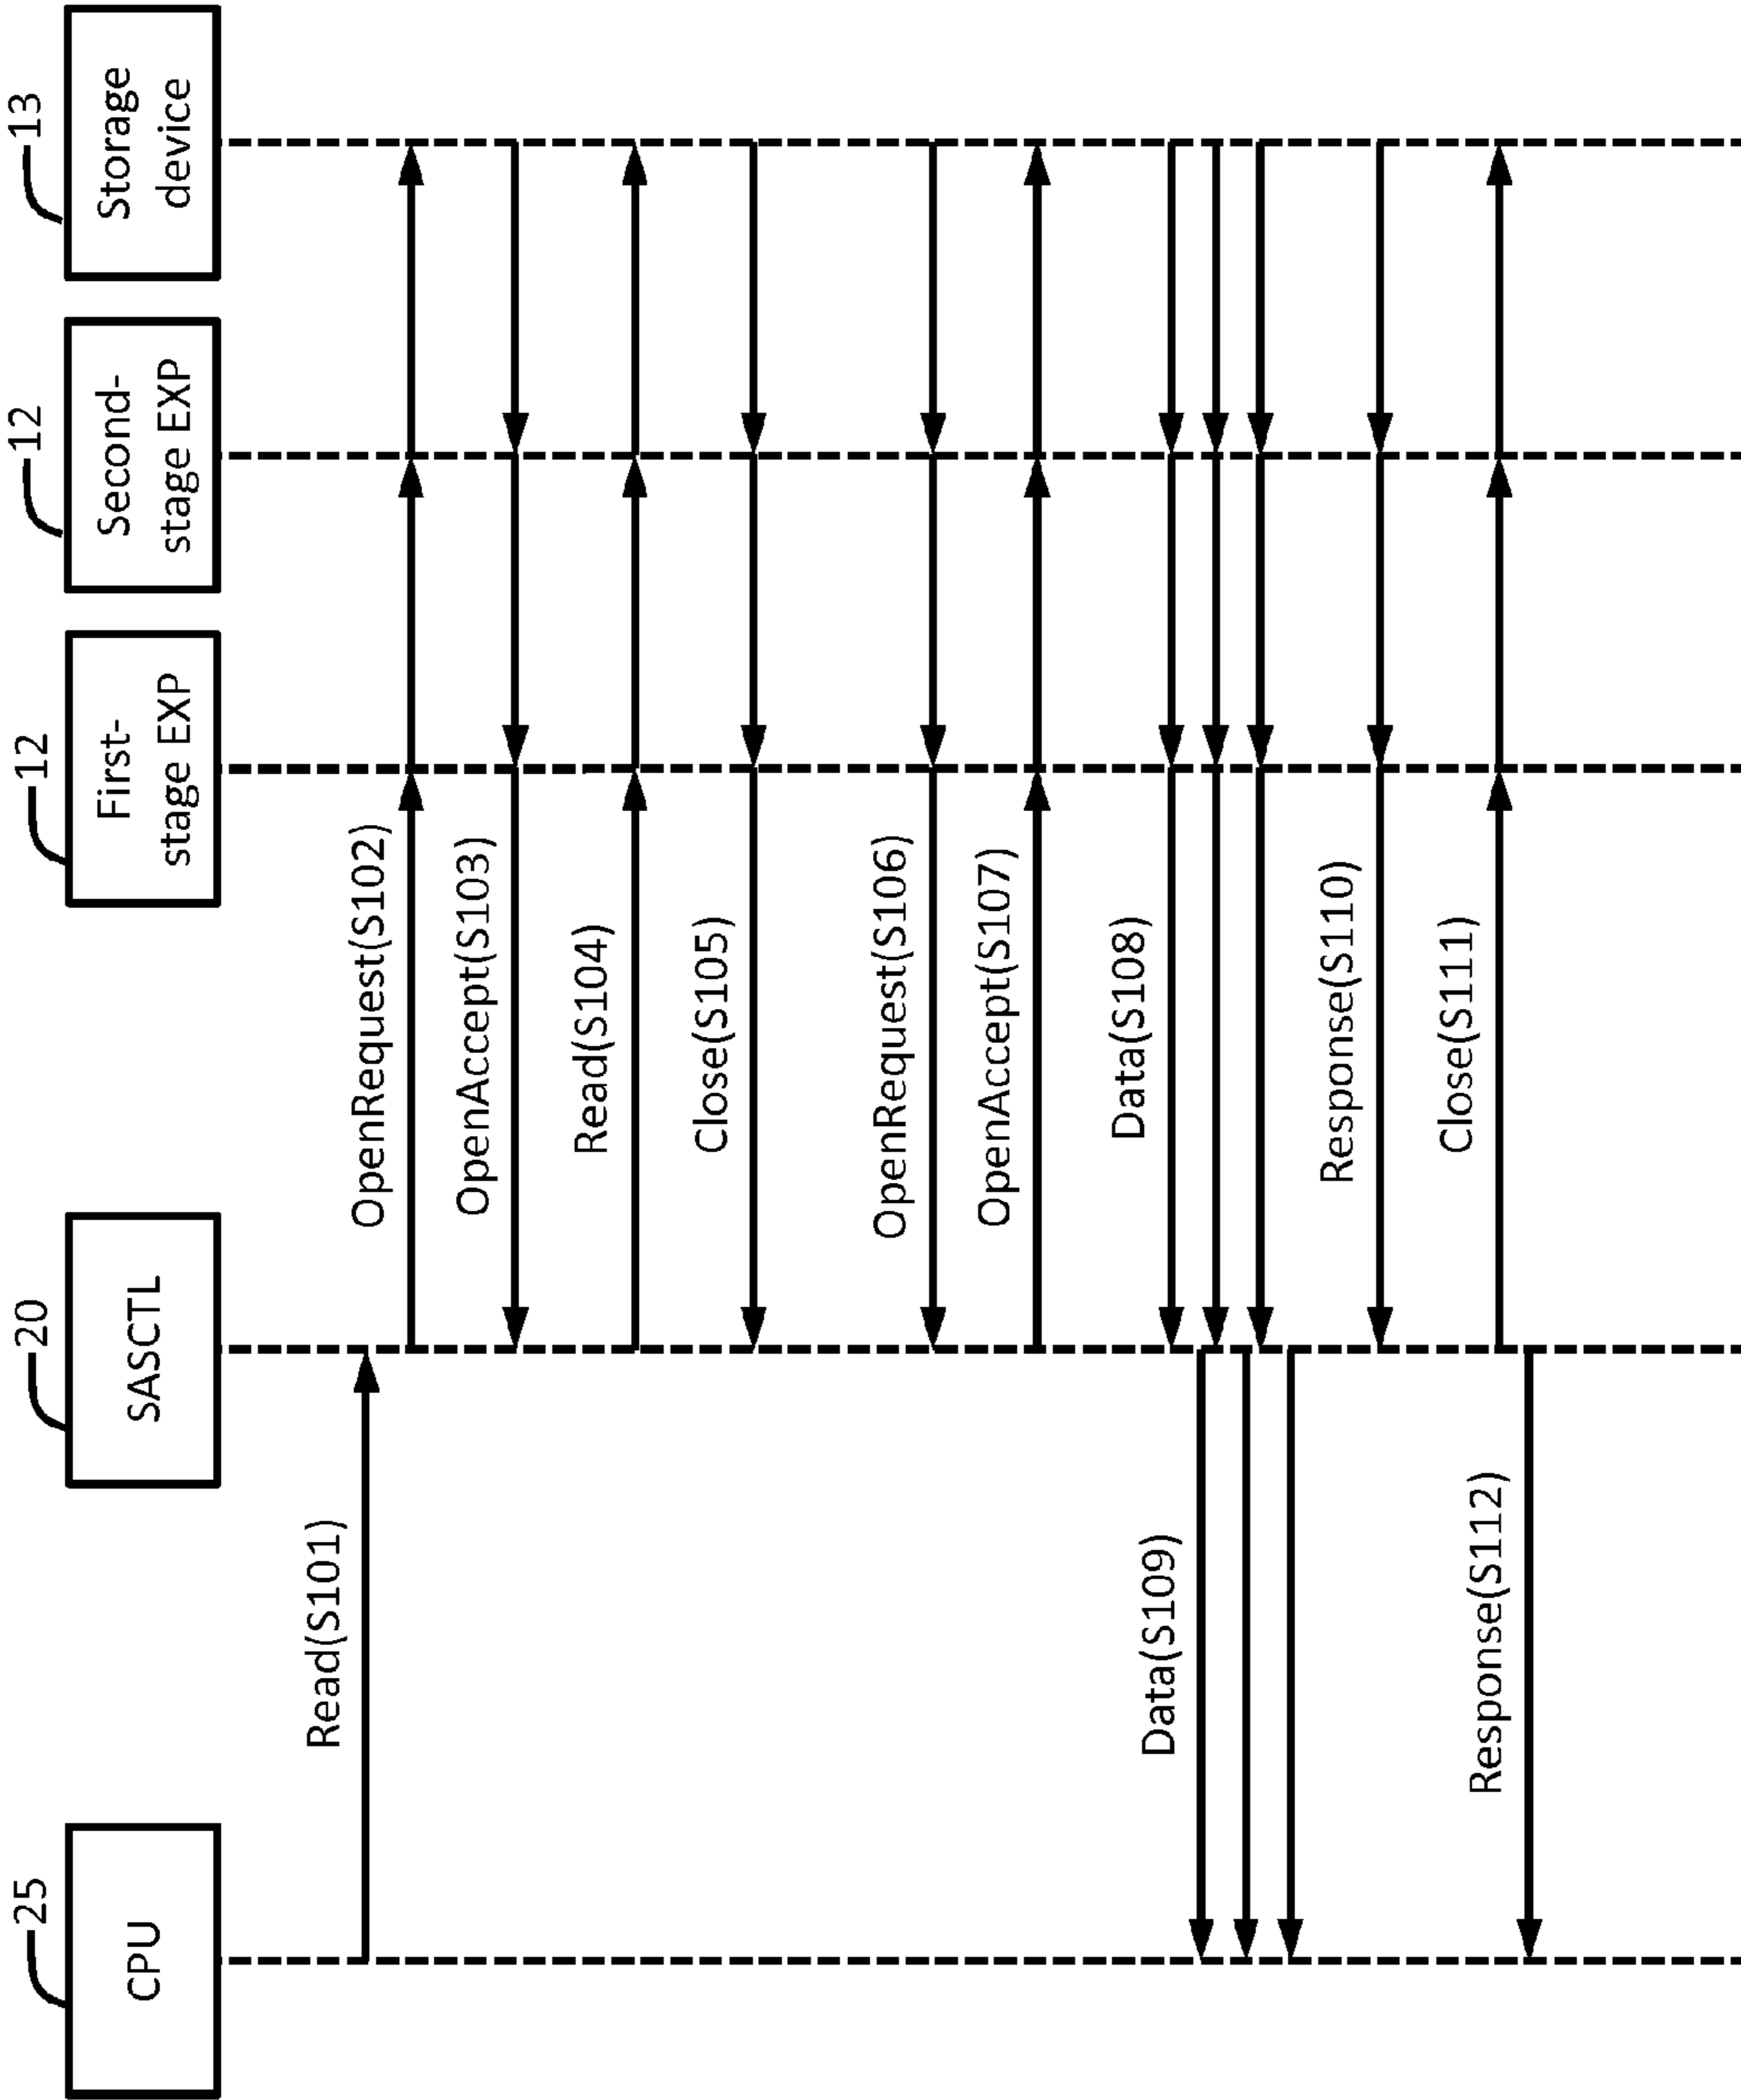 25
CPU
20
SASCTL
12
First-
stage EXP
12
Second-
stage EXP
13
Storage
device
Read(S101)
OpenRequest(S102)
OpenAccept(S103)
Read(S104)
Close(S105)
OpenRequest(S106)
OpenAccept(S107)
Data(S108)
Data(S109)
Response(S110)
Close(S111)
Response(S112)